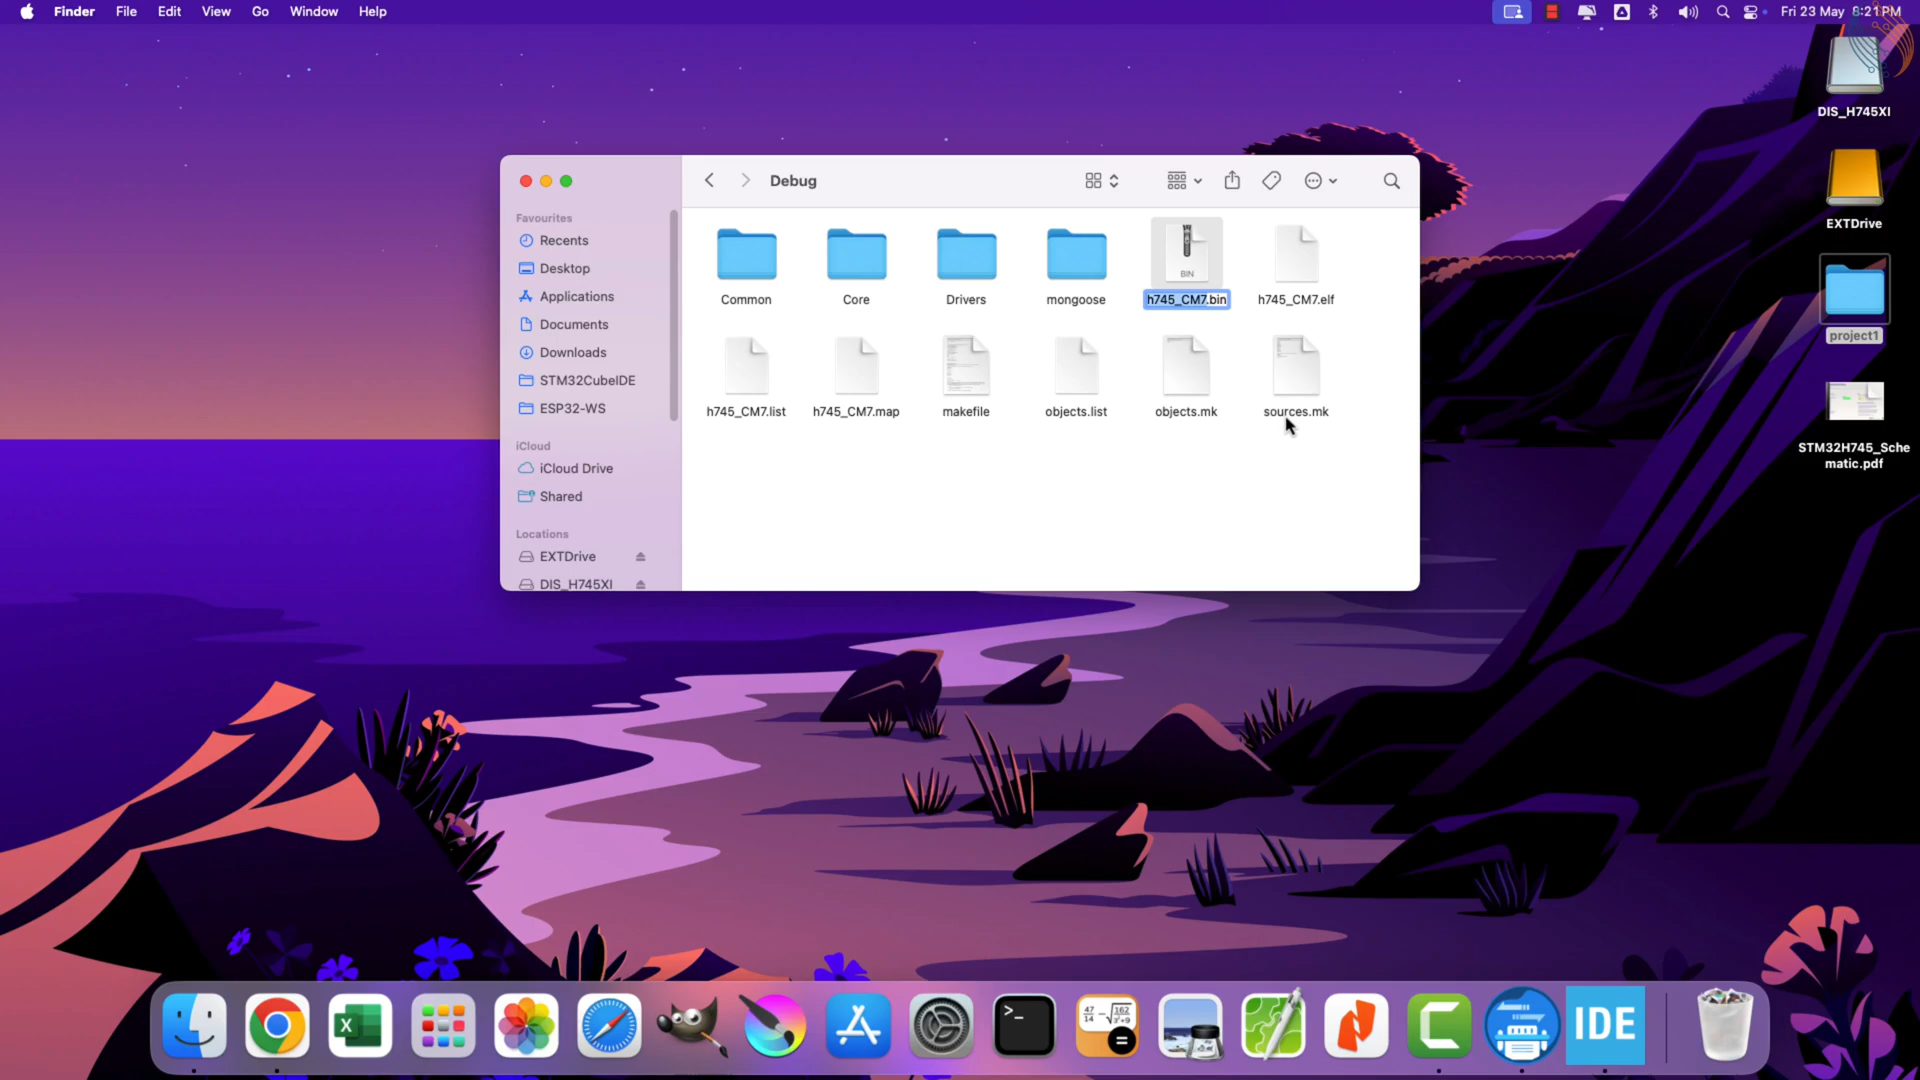 Finder File Edit View Go Window Help
Fri 23 May 8:21 PM
DIS_H745XI
EXTDrive
project1
STM32H745_Sche
matic.pdf
Debug
Favourites
Recents
Desktop
Applications
Documents
Downloads
STM32CubeIDE
ESP32-WS
iCloud
iCloud Drive
Shared
Locations
EXTDrive
DIS_H745XI
BIN
Common Core Drivers mongoose h745_CM7.bin h745_CM7.elf
h745_CM7.list h745_CM7.map makefile objects.list objects.mk sources.mk
IDE